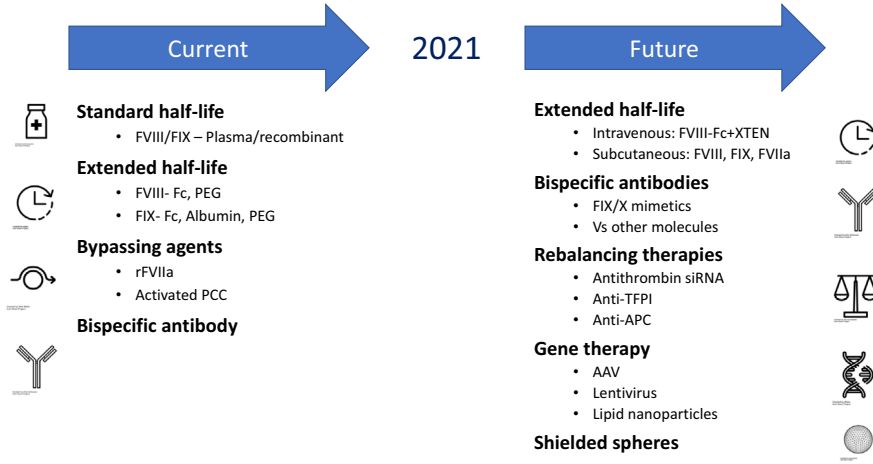 Current
2021
Future
Standard half-life
• FVIII/FIX – Plasma/recombinant
Extended half-life
• FVIII- Fc, PEG
• FIX- Fc, Albumin, PEG
Bypassing agents
• rFVIIa
• Activated PCC
Bispecific antibody
Extended half-life
• Intravenous: FVIII-Fc+XTEN
• Subcutaneous: FVIII, FIX, FVIIa
Bispecific antibodies
• FIX/X mimetics
• Vs other molecules
Rebalancing therapies
• Antithrombin siRNA
• Anti-TFPI
• Anti-APC
Gene therapy
• AAV
• Lentivirus
• Lipid nanoparticles
Shielded spheres